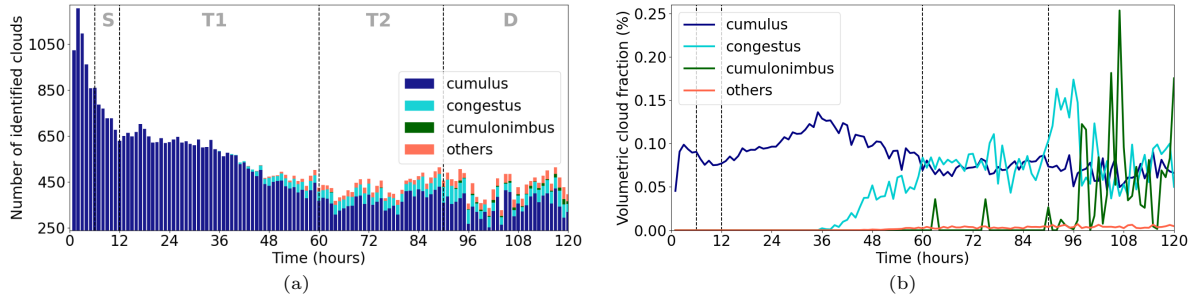 S T1 T2 D
Number of identified clouds
1050
850
650
450
250
cumulus
congestus
cumulonimbus
others
0 12 24 36 48 60 72 84 96 108 120
Time (hours)
(a)
Volumetric cloud fraction (%)
0.25
0.20
0.15
0.10
0.05
0.00
cumulus
congestus
cumulonimbus
others
0 12 24 36 48 60 72 84 96 108 120
Time (hours)
(b)